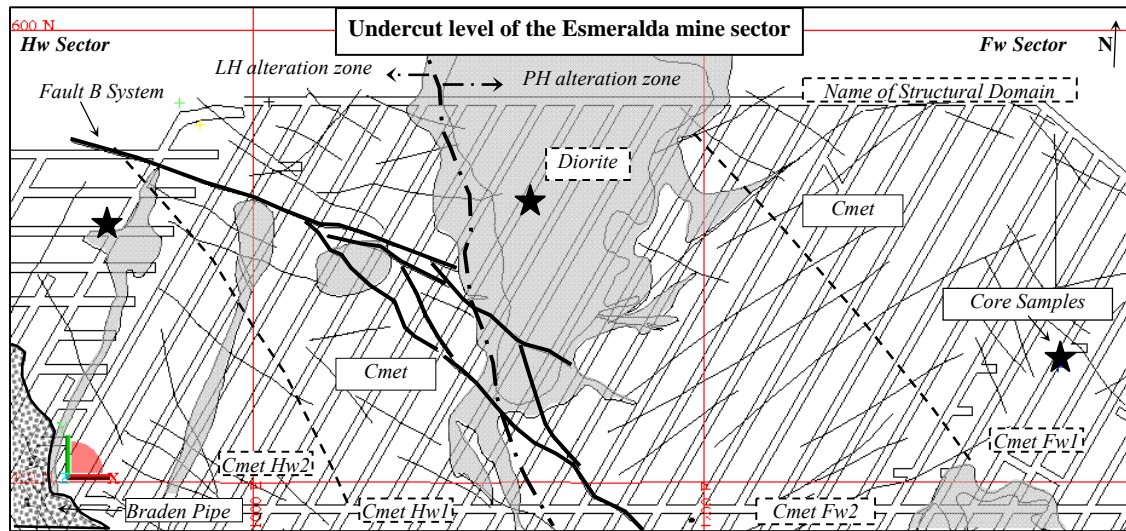 600 N
Undercut level of the Esmeralda mine sector
Hw Sector
Fw Sector
N
LH alteration zone
PH alteration zone
Fault B System
Name of Structural Domain
Diorite
Cmet
Core Samples
Cmet
Cmet Fw1
Cmet Hw2
X
Braden Pipe
Cmet Hw1
Cmet Fw2